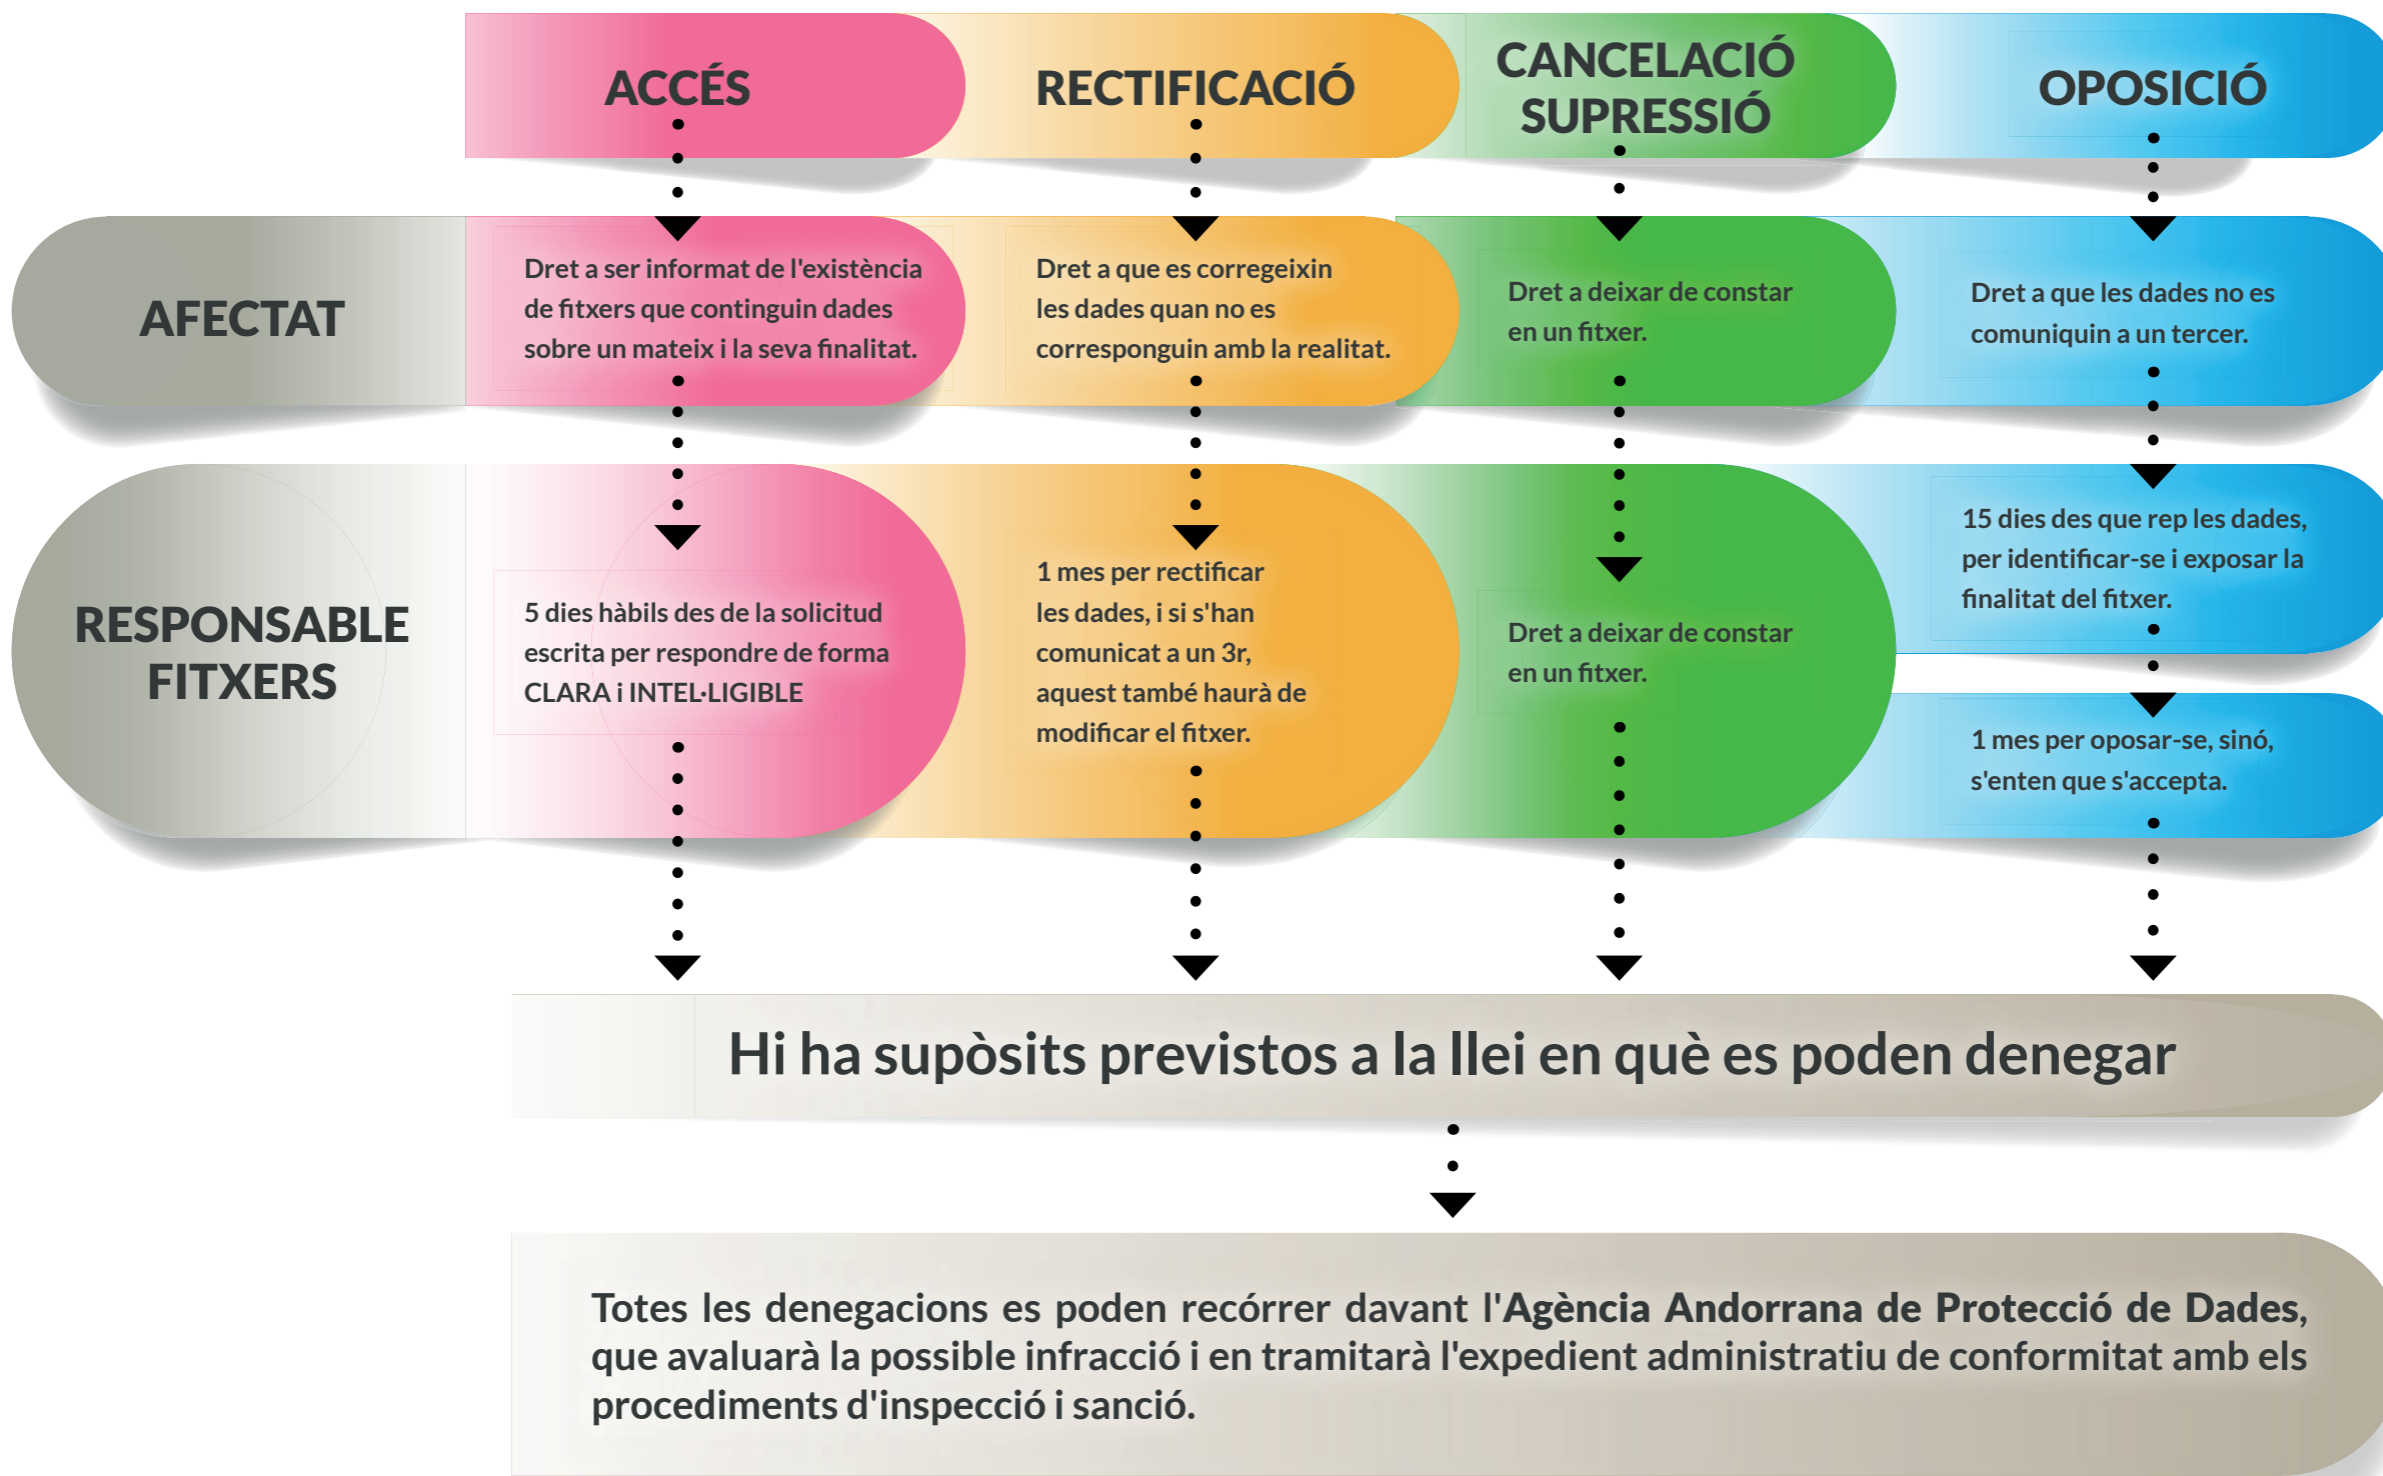 ACCÉS
RECTIFICACIÓ
CANCELACIÓ
SUPRESSIÓ
OPOSICIÓ
AFECTAT
Dret a ser informat de l'existència
de fitxers que continguin dades
sobre un mateix i la seva finalitat.
Dret a que es corregeixin
les dades quan no es
corresponguin amb la realitat.
Dret a deixar de constar
en un fitxer.
Dret a que les dades no es
comuniquin a un tercer.
RESPONSABLE
FITXERS
5 dies hàbils des de la solicitud
escrita per respondre de forma
CLARA i INTEL·LIGIBLE
1 mes per rectificar
les dades, i si s'han
comunicat a un 3r,
aquest també haurà de
modificar el fitxer.
Dret a deixar de constar
en un fitxer.
15 dies des que rep les dades,
per identificar-se i exposar la
finalitat del fitxer.
1 mes per oposar-se, sinó,
s'enten que s'accepta.
Hi ha supòsits previstos a la llei en què es poden denegar
Totes les denegacions es poden recórrer davant l'Agència Andorrana de Protecció de Dades,
que avaluarà la possible infracció i en tramitarà l'expedient administratiu de conformitat amb els
procediments d'inspecció i sanció.